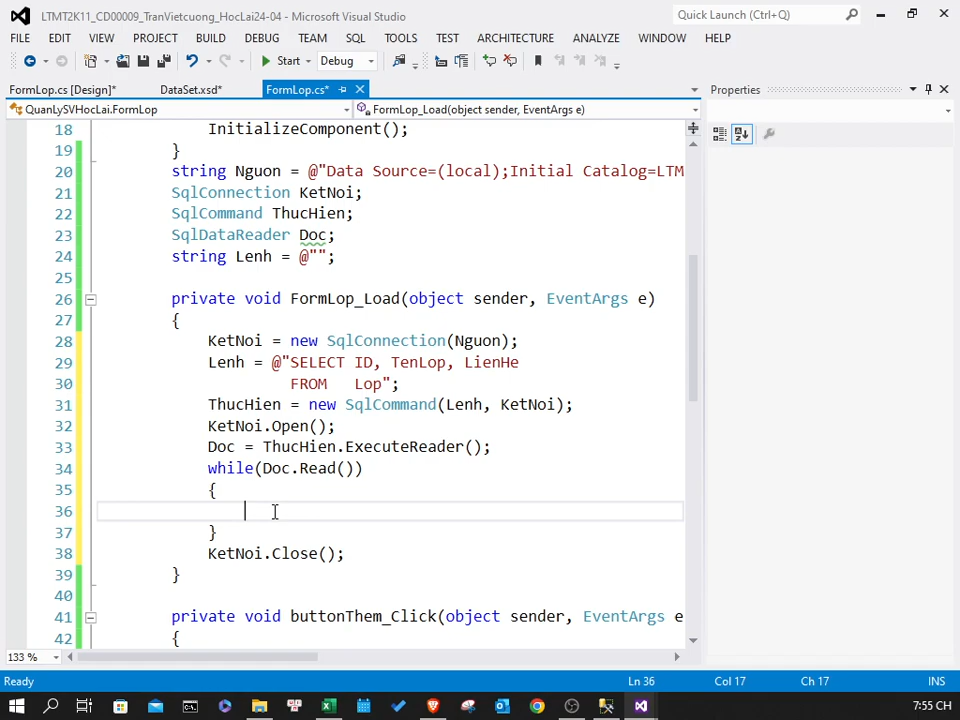 LTMT2K11_CD00009_TranVietcuong_HocLai24-04 - Microsoft Visual Studio
Quick Launch (Ctrl+Q)
FILE EDIT VIEW PROJECT BUILD DEBUG TEAM SQL TOOLS TEST ARCHITECTURE ANALYZE WINDOW HELP
Start Debug
FormLop.cs [Design]* DataSet.xsd* FormLop.cs* Properties
QuanLySVHocLai.FormLop FormLop_Load(object sender, EventArgs e)
18 InitializeComponent();
19 }
20 string Nguon = @"Data Source=(local);Initial Catalog=LTM
21 SqlConnection KetNoi;
22 SqlCommand ThucHien;
23 SqlDataReader Doc;
24 string Lenh = @"";
25
26 private void FormLop_Load(object sender, EventArgs e)
27 {
28 KetNoi = new SqlConnection(Nguon);
29 Lenh = @"SELECT ID, TenLop, LienHe
30 FROM Lop";
31 ThucHien = new SqlCommand(Lenh, KetNoi);
32 KetNoi.Open();
33 Doc = ThucHien.ExecuteReader();
34 while(Doc.Read())
35 {
36
37 }
38 KetNoi.Close();
39 }
40
41 private void buttonThem_Click(object sender, EventArgs e
42 {
133 %
Ready Ln 36 Col 17 Ch 17 INS
7:55 CH